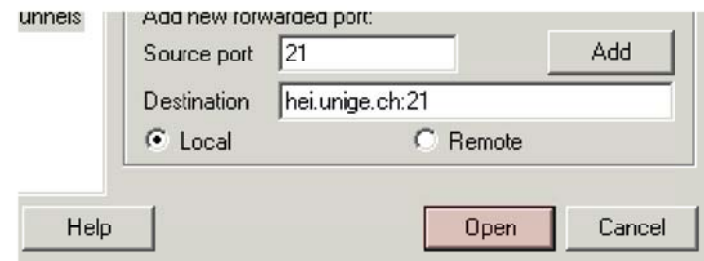 unnels
Add new forwarded port:
Source port 21 Add
Destination hei.unige.ch:21
Local Remote
Help Open Cancel